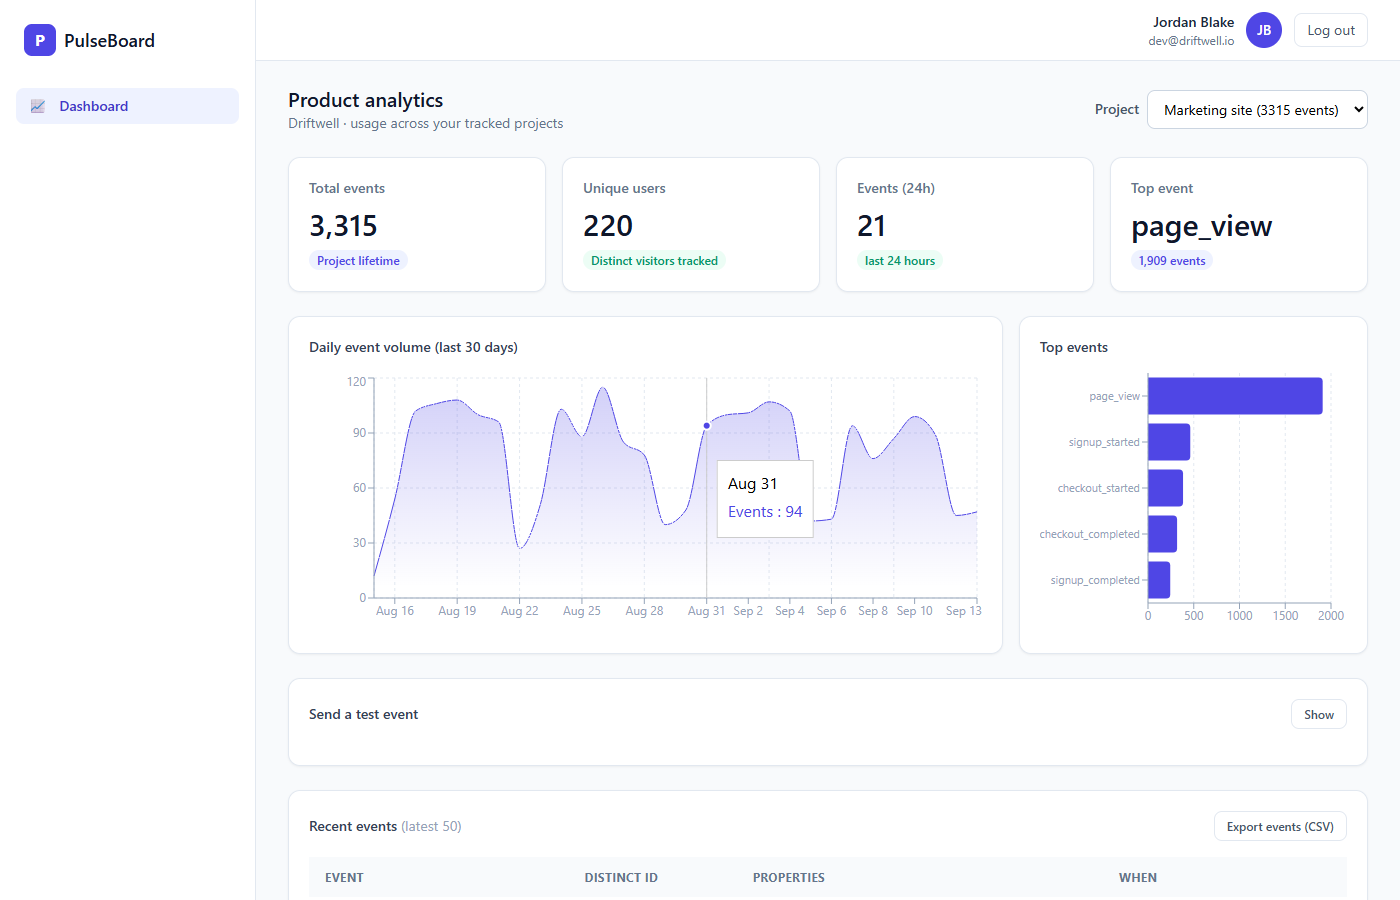 P PulseBoard
Dashboard
Jordan Blake
dev@driftwell.io
JB
Log out
Product analytics
Driftwell · usage across your tracked projects
Project
Marketing site (3315 events)
Total events
3,315
Project lifetime
Unique users
220
Distinct visitors tracked
Events (24h)
21
last 24 hours
Top event
page_view
1,909 events
Daily event volume (last 30 days)
120
90
60
30
0
Aug 16 Aug 19 Aug 22 Aug 25 Aug 28 Aug 31 Sep 2 Sep 4 Sep 6 Sep 8 Sep 10 Sep 13
Aug 31
Events : 94
Top events
page_view
signup_started
checkout_started
checkout_completed
signup_completed
0 500 1000 1500 2000
Send a test event
Show
Recent events (latest 50)
Export events (CSV)
EVENT DISTINCT ID PROPERTIES WHEN